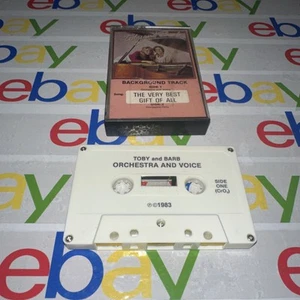 BACKGROUND TRACK
THE VERY BEST
GIFT OF ALL
TOBY and BARB
ORCHESTRA AND VOICE
SIDE
ONE
℗©1983
ebay
ebay
ebay
ebay
ebay
ebay